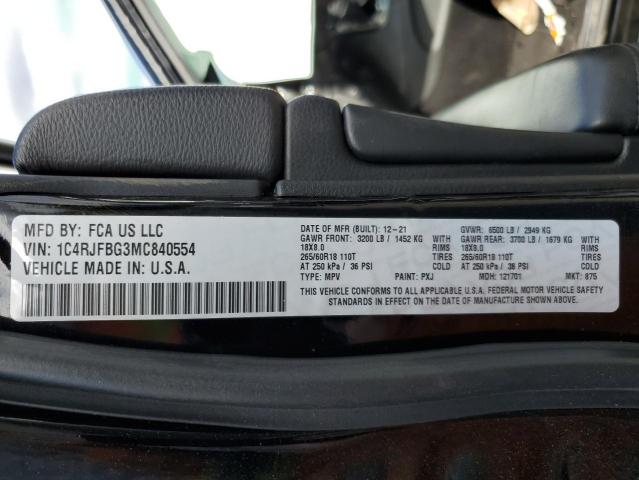 MFD BY: FCA US LLC
VIN: 1C4RJFBG3MC840554
VEHICLE MADE IN: U.S.A.
DATE OF MFR (BUILT): 12-21 GVWR: 6500 LB / 2949 KG
GAWR FRONT: 3200 LB / 1452 KG WITH GAWR REAR: 3700 LB / 1679 KG WITH
18X8.0 RIMS 18X8.0 RIMS
265/60R18 110T TIRES 265/60R18 110T TIRES
AT 250 kPa / 36 PSI AT 250 kPa / 36 PSI
TYPE: MPV PAINT: PXJ MDH: 121701 MKT: 875
THIS VEHICLE CONFORMS TO ALL APPLICABLE U.S.A. FEDERAL MOTOR VEHICLE SAFETY
STANDARDS IN EFFECT ON THE DATE OF MANUFACTURE SHOWN ABOVE.